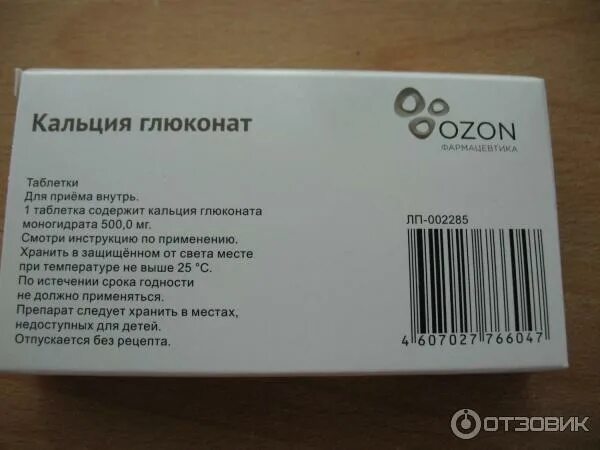 Кальция глюконат
OZON
ФАРМАЦЕВТИКА
Таблетки
Для приёма внутрь.
1 таблетка содержит кальция глюконата
моногидрата 500,0 мг.
Смотри инструкцию по применению.
Хранить в защищённом от света месте
при температуре не выше 25 °C.
По истечении срока годности
не должно применяться.
Препарат следует хранить в местах,
недоступных для детей.
Отпускается без рецепта.
ЛП-002285
4 607027 766047
ОТЗОВИК